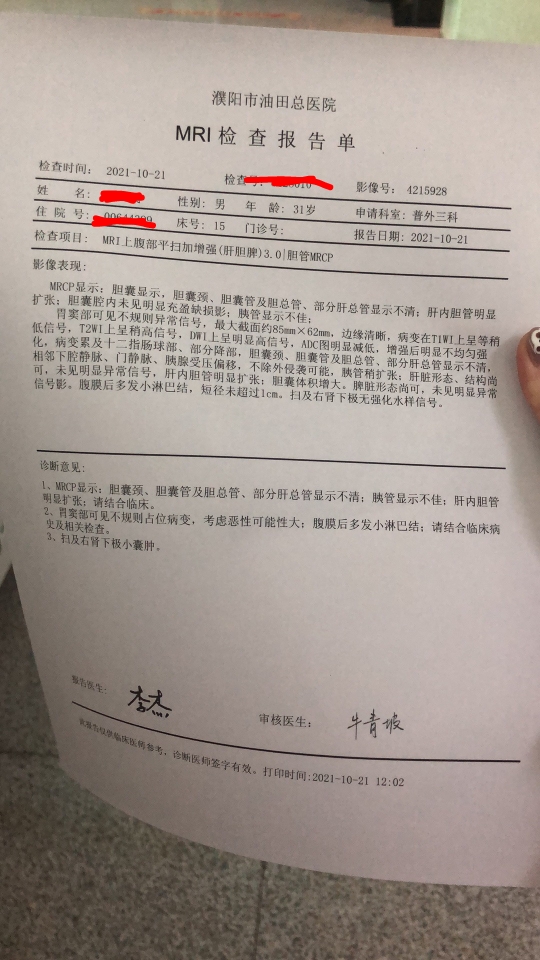 濮阳市油田总医院
MRI 检 查 报 告 单
检查时间: 2021-10-21 检查号: 影像号: 4215928
姓 名: 性别: 男 年 龄: 31岁 申请科室: 普外三科
住 院 号: 床号: 15 门诊号: 报告日期: 2021-10-21
检查项目: MRI上腹部平扫加增强(肝胆脾)3.0|胆管MRCP
影像表现:
MRCP显示: 胆囊显示, 胆囊颈、胆囊管及胆总管、部分肝总管显示不清; 肝内胆管明显
扩张; 胆囊腔内未见明显充盈缺损影; 胰管显示不佳;
胃窦部可见不规则异常信号, 最大截面约85mm×62mm, 边缘清晰, 病变在T1WI上呈等稍
低信号, T2WI上呈稍高信号, DWI上呈明显高信号, ADC图明显减低, 增强后明显不均匀强
化, 病变累及十二指肠球部、部分降部, 胆囊颈、胆囊管及胆总管、部分肝总管显示不清,
相邻下腔静脉、门静脉、胰腺受压偏移, 不除外侵袭可能, 胰管稍扩张; 肝脏形态、结构尚
可, 未见明显异常信号, 肝内胆管明显扩张; 胆囊体积增大。脾脏形态尚可, 未见明显异常
信号影。腹膜后多发小淋巴结, 短径未超过1cm。扫及右肾下极无强化水样信号。
诊断意见:
1、MRCP显示: 胆囊颈、胆囊管及胆总管、部分肝总管显示不清; 胰管显示不佳; 肝内胆管
明显扩张; 请结合临床。
2、胃窦部可见不规则占位病变, 考虑恶性可能性大; 腹膜后多发小淋巴结; 请结合临床病
史及相关检查。
3、扫及右肾下极小囊肿。
报告医生: 李杰 审核医生: 牛青坡
此报告仅供临床医师参考, 诊断医师签字有效。打印时间:2021-10-21 12:02